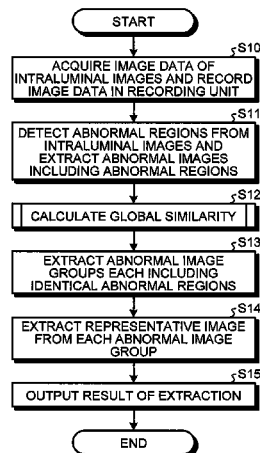 START
S10
ACQUIRE IMAGE DATA OF
INTRALUMINAL IMAGES AND RECORD
IMAGE DATA IN RECORDING UNIT
S11
DETECT ABNORMAL REGIONS FROM
INTRALUMINAL IMAGES AND
EXTRACT ABNORMAL IMAGES
INCLUDING ABNORMAL REGIONS
S12
CALCULATE GLOBAL SIMILARITY
S13
EXTRACT ABNORMAL IMAGE
GROUPS EACH INCLUDING
IDENTICAL ABNORMAL REGIONS
S14
EXTRACT REPRESENTATIVE IMAGE
FROM EACH ABNORMAL IMAGE
GROUP
S15
OUTPUT RESULT OF EXTRACTION
END